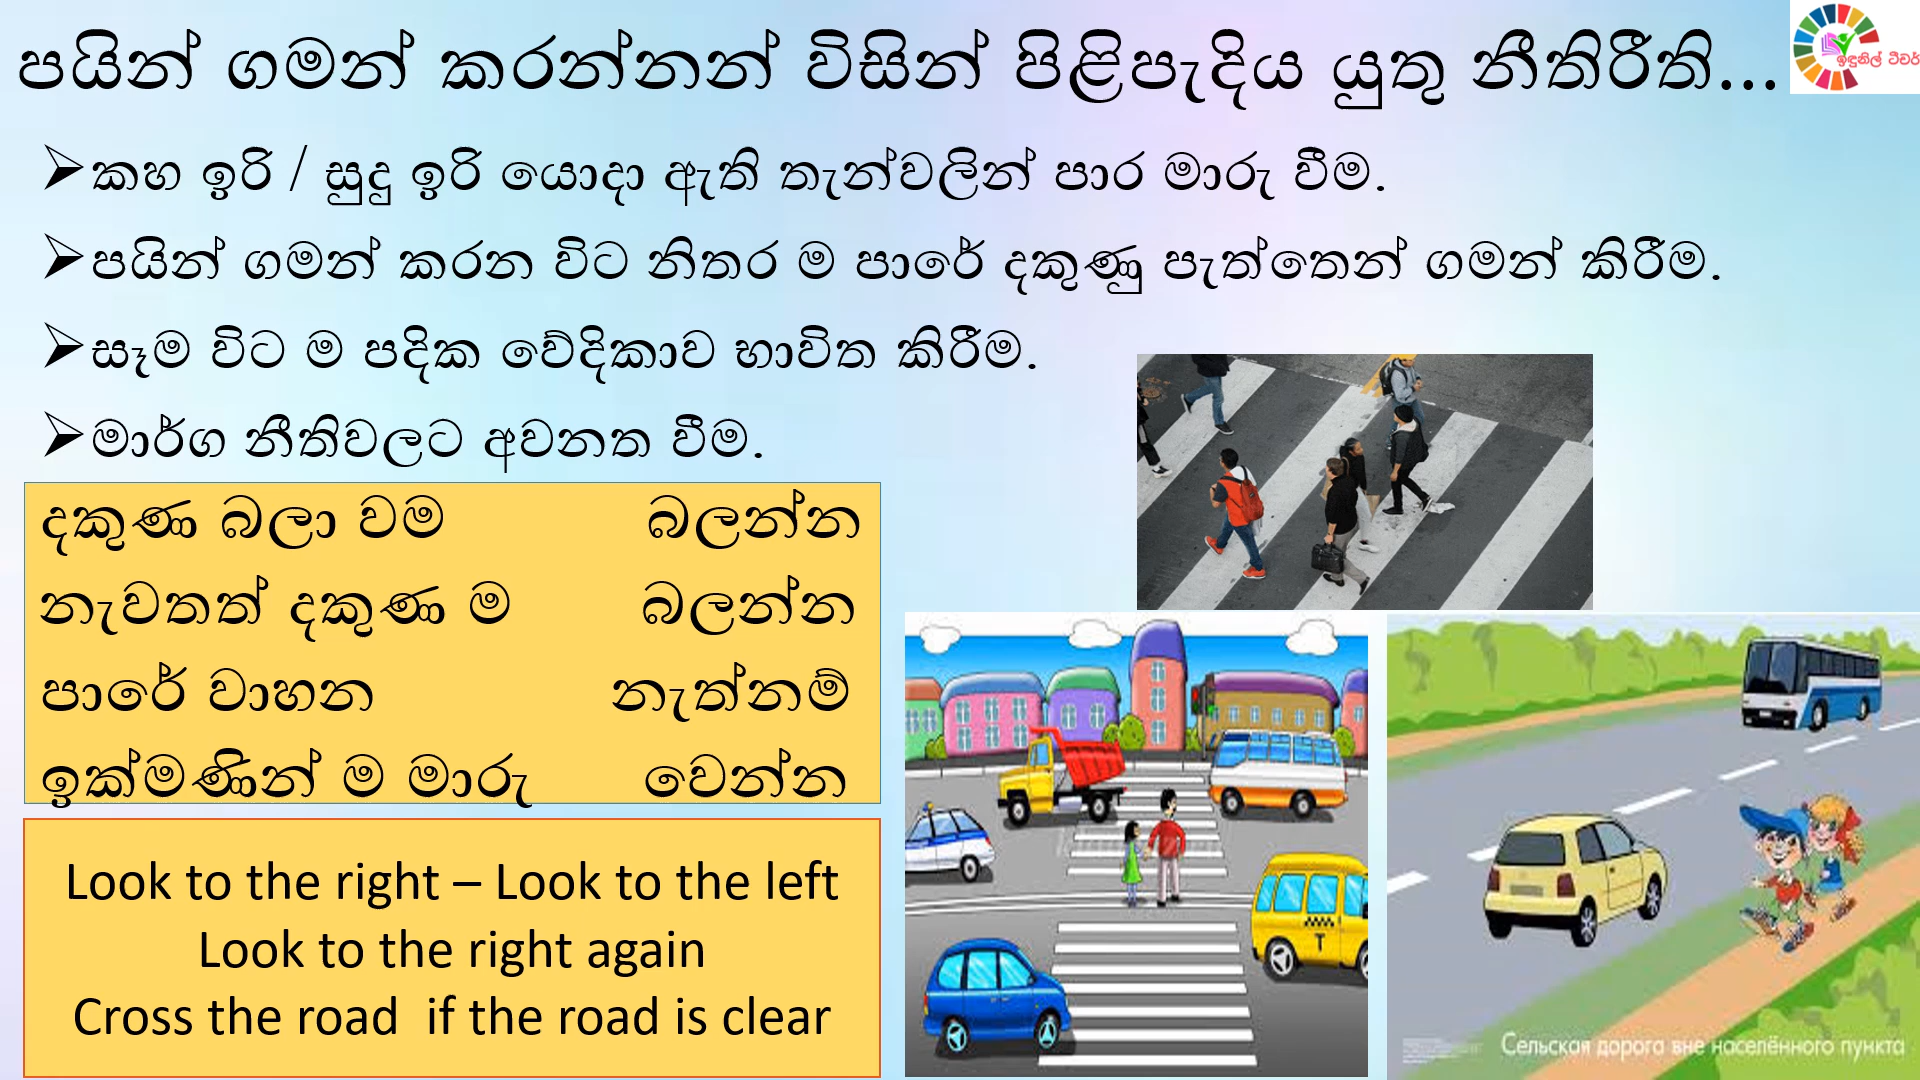 පයින් ගමන් කරන්නන් විසින් පිළිපැදිය යුතු නීතිරීති...
ඉඳුනිල් ටීචර්
➢කහ ඉරි / සුදු ඉරි යොදා ඇති තැන්වලින් පාර මාරු වීම.
➢පයින් ගමන් කරන විට නිතර ම පාරේ දකුණු පැත්තෙන් ගමන් කිරීම.
➢සෑම විට ම පදික වේදිකාව භාවිත කිරීම.
➢මාර්ග නීතිවලට අවනත වීම.
දකුණ බලා වම බලන්න
නැවතත් දකුණ ම බලන්න
පාරේ වාහන නැත්නම්
ඉක්මණින් ම මාරු වෙන්න
Look to the right – Look to the left
Look to the right again
Cross the road if the road is clear
T
Сельская дорога вне населённого пункта